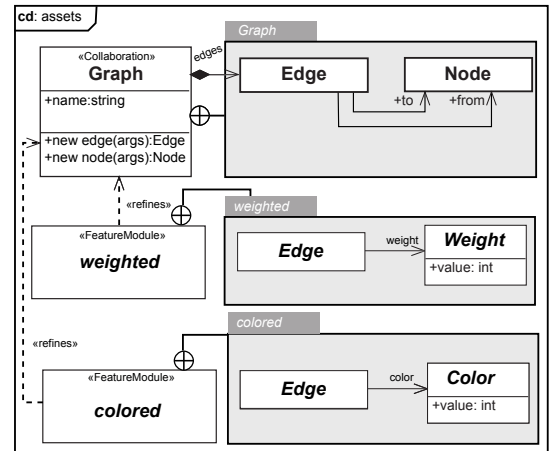 cd: assets
Graph
«Collaboration»
Graph
edges
Edge
Node
+name:string
+to
+from
+new edge(args):Edge
+new node(args):Node
«refines»
weighted
«FeatureModule»
weighted
Edge
weight
Weight
+value: int
colored
«refines»
«FeatureModule»
colored
Edge
color
Color
+value: int